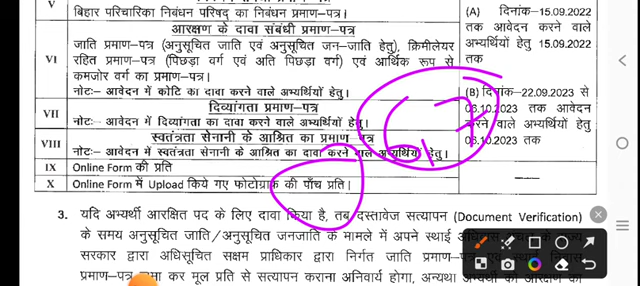 V
बिहार परिचारिका निबंधन परिषद् का निबंधन प्रमाण-पत्र।
आरक्षण के दावा संबंधी प्रमाण-पत्र
VI
जाति प्रमाण-पत्र (अनुसूचित जाति एवं अनुसूचित जन-जाति हेतु), क्रिमीलेयर
रहित प्रमाण-पत्र (पिछड़ा वर्ग एवं अति पिछड़ा वर्ग) एवं आर्थिक रूप से
कमजोर वर्ग का प्रमाण-पत्र।
नोटः- आवेदन में कोटि का दावा करने वाले अभ्यर्थियों हेतु।
VII
दिव्यांगता प्रमाण-पत्र
नोटः- आवेदन में दिव्यांगता का दावा करने वाले अभ्यर्थियों हेतु।
VIII
स्वतंत्रता सेनानी के आश्रित का प्रमाण पत्र
नोटः- आवेदन में स्वतंत्रता सेनानी के आश्रित का दावा करने वाले अभ्यर्थियों हेतु।
IX
Online Form की प्रति
X
Online Form में Upload किये गए फोटोग्राफ की पाँच प्रति।
(A) दिनांक-15.09.2022
तक आवेदन करने वाले
अभ्यर्थियों हेतु 15.09.2022
तक
(B) दिनांक-22.09.2023 से
06.10.2023 तक आवेदन
करने वाले अभ्यर्थियों हेतु
06.10.2023 तक
6,7
3. यदि अभ्यर्थी आरक्षित पद के लिए दावा किया है, तब दस्तावेज सत्यापन (Document Verification)
के समय अनुसूचित जाति/अनुसूचित जनजाति के मामले में अपने स्थाई
सरकार द्वारा अधिसूचित सक्षम प्राधिकार द्वारा निर्गत जाति प्रमाण-पत्र
प्रमाण-पत्र जमा कर मूल प्रति से सत्यापन कराना अनिवार्य होगा, अन्यथा